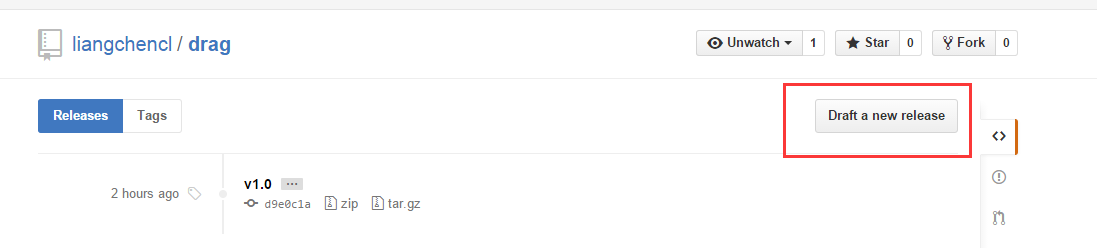 liangchencl / drag
Unwatch 1 Star 0 Fork 0
Releases Tags
Draft a new release
2 hours ago
v1.0 ...
d9e0c1a zip tar.gz